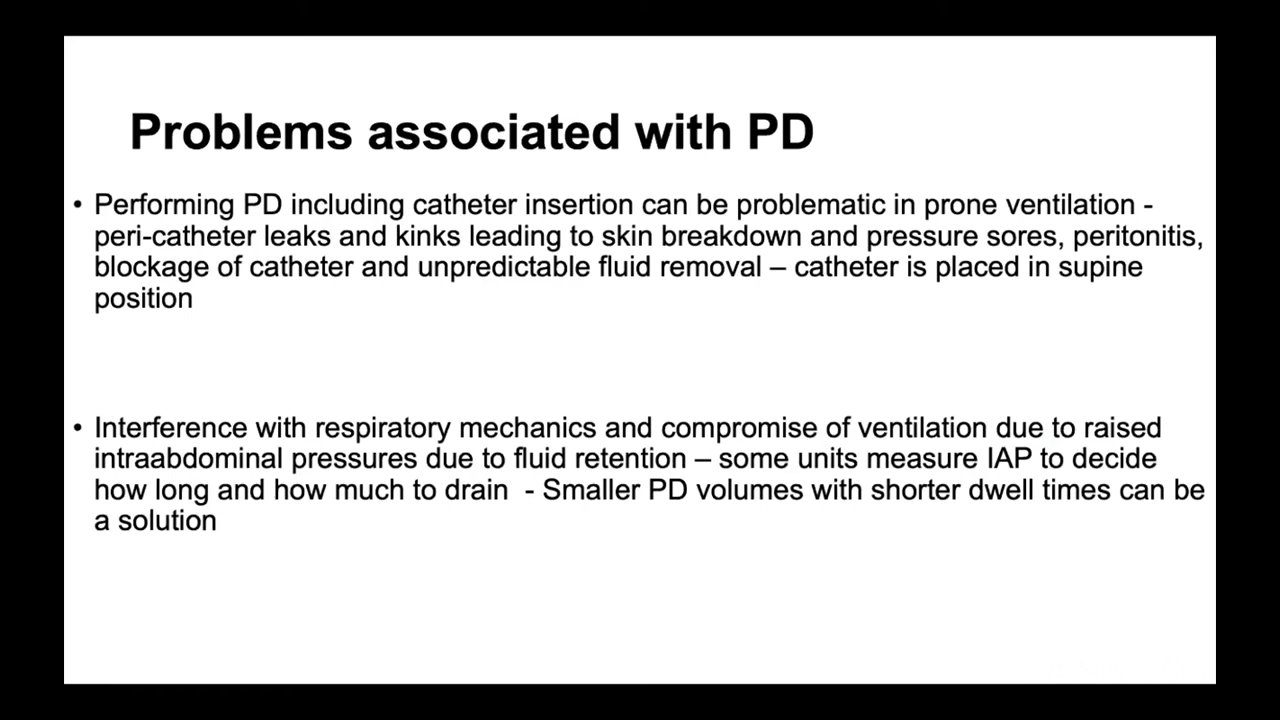 Problems associated with PD
• Performing PD including catheter insertion can be problematic in prone ventilation -
peri-catheter leaks and kinks leading to skin breakdown and pressure sores, peritonitis,
blockage of catheter and unpredictable fluid removal – catheter is placed in supine
position
• Interference with respiratory mechanics and compromise of ventilation due to raised
intraabdominal pressures due to fluid retention – some units measure IAP to decide
how long and how much to drain  - Smaller PD volumes with shorter dwell times can be
a solution